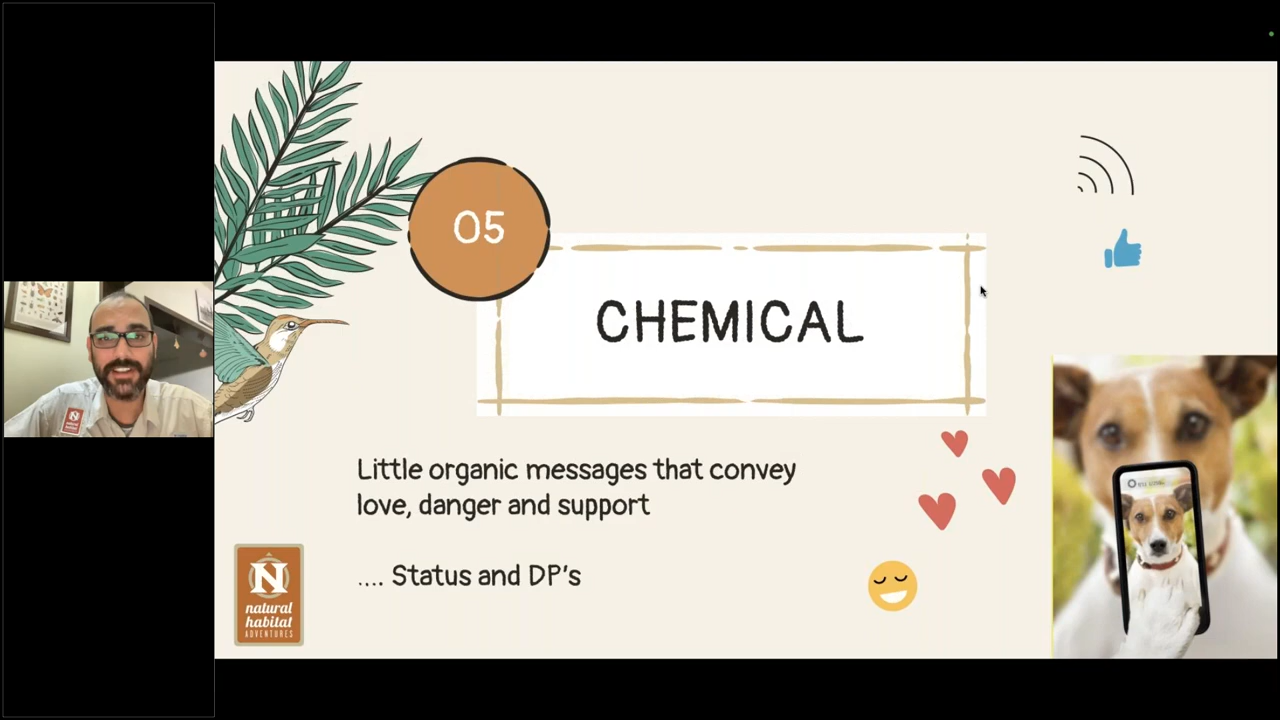 05
CHEMICAL
Little organic messages that convey
love, danger and support
.... Status and DP's
N
natural
habitat
ADVENTURES
N